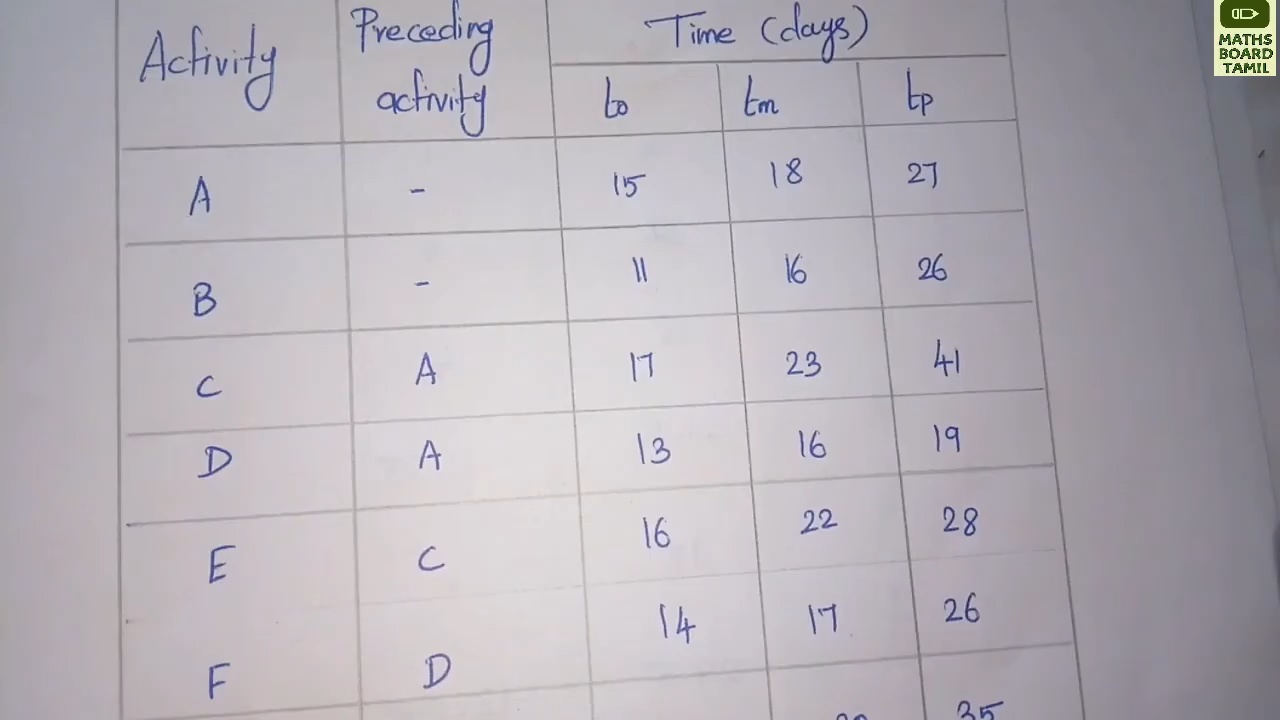 Activity Preceding activity Time (days)
to tm tp
A - 15 18 27
B - 11 16 26
C A 17 23 41
D A 13 16 19
E C 16 22 28
F D 14 17 26
35
MATHS
BOARD
TAMIL